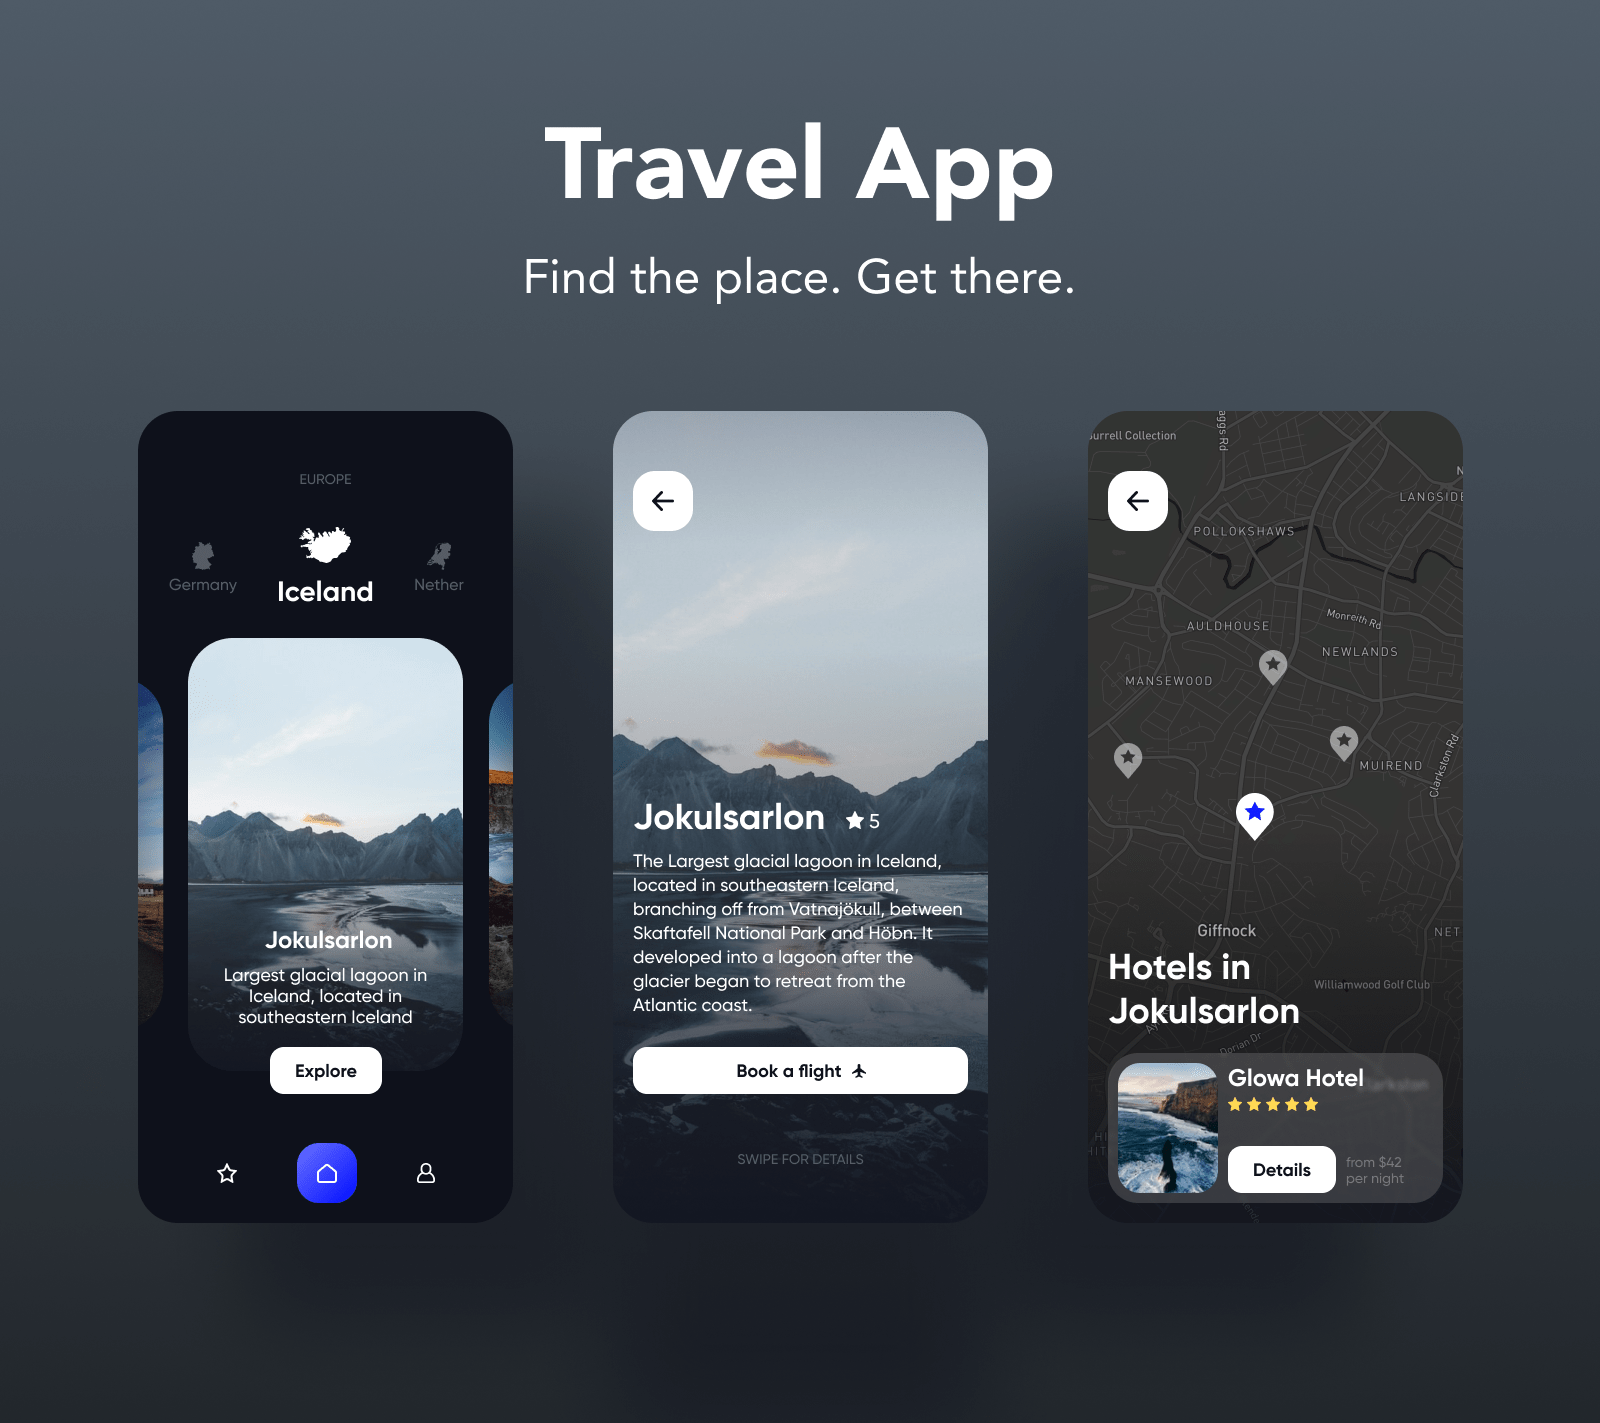 Travel App
Find the place. Get there.
EUROPE
Germany
Iceland
Nether
Jokulsarlon
Largest glacial lagoon in
Iceland, located in
southeastern Iceland
Explore
Jokulsarlon
5
The Largest glacial lagoon in Iceland,
located in southeastern Iceland,
branching off from Vatnajökull, between
Skaftafell National Park and Höbn. It
developed into a lagoon after the
glacier began to retreat from the
Atlantic coast.
Book a flight
SWIPE FOR DETAILS
urrell Collection
aggs Rd
N
LANGSIDE
POLLOKSHAWS
Monreith Rd
AULDHOUSE
NEWLANDS
MANSEWOOD
MUIREND
Clarkston Rd
Giffnock
NET
Hotels in
Jokulsarlon
Williamwood Golf Club
Dorian Dr
Glowa Hotel
Details
from $42
per night